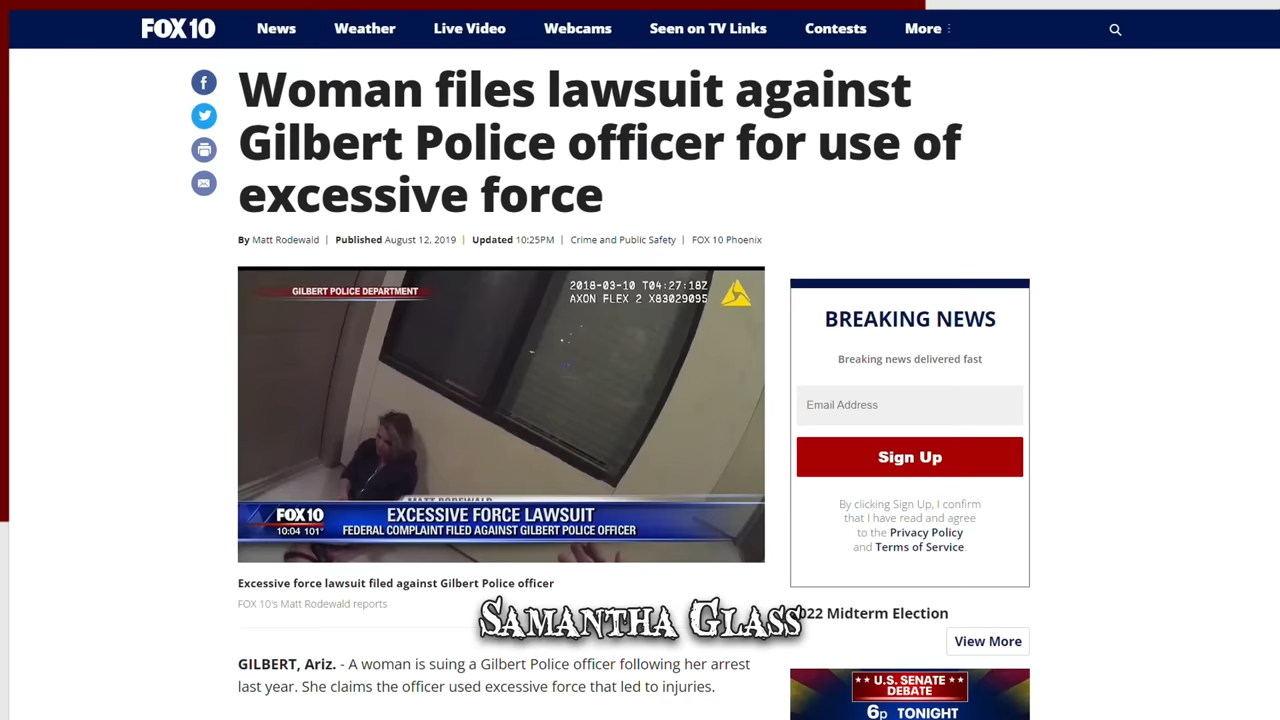 FOX 10
News
Weather
Live Video
Webcams
Seen on TV Links
Contests
More
Woman files lawsuit against
Gilbert Police officer for use of
excessive force
By Matt Rodewald | Published August 12, 2019 | Updated 10:25PM | Crime and Public Safety | FOX 10 Phoenix
GILBERT POLICE DEPARTMENT
2018-03-10 T04:27:18Z
AXON FLEX 2 X83029095
MATT RODEWALD
FOX 10
10:04 101°
EXCESSIVE FORCE LAWSUIT
FEDERAL COMPLAINT FILED AGAINST GILBERT POLICE OFFICER
Excessive force lawsuit filed against Gilbert Police officer
FOX 10's Matt Rodewald reports
Samantha Glass
GILBERT, Ariz. - A woman is suing a Gilbert Police officer following her arrest
last year. She claims the officer used excessive force that led to injuries.
BREAKING NEWS
Breaking news delivered fast
Email Address
Sign Up
By clicking Sign Up, I confirm
that I have read and agree
to the Privacy Policy
and Terms of Service.
022 Midterm Election
View More
U.S. SENATE
DEBATE
6p TONIGHT